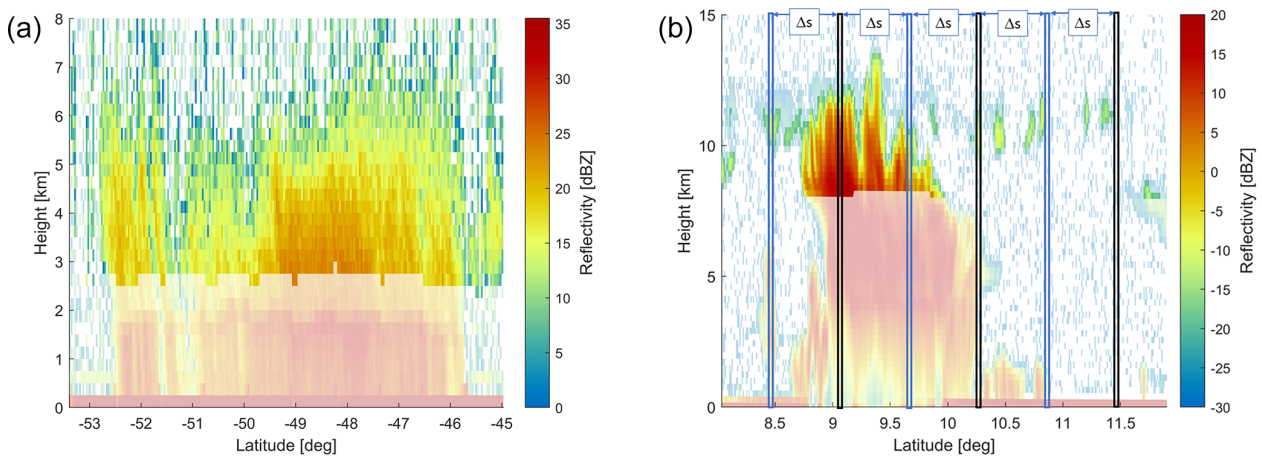 (a)
8
7
6
5
4
3
2
1
0
Height [km]
-53 -52 -51 -50 -49 -48 -47 -46 -45
Latitude [deg]
35
30
25
20
15
10
5
0
Reflectivity [dBZ]
(b)
Δs Δs Δs Δs Δs
15
10
5
0
Height [km]
8.5 9 9.5 10 10.5 11 11.5
Latitude [deg]
20
15
10
5
0
-5
-10
-15
-20
-25
-30
Reflectivity [dBZ]